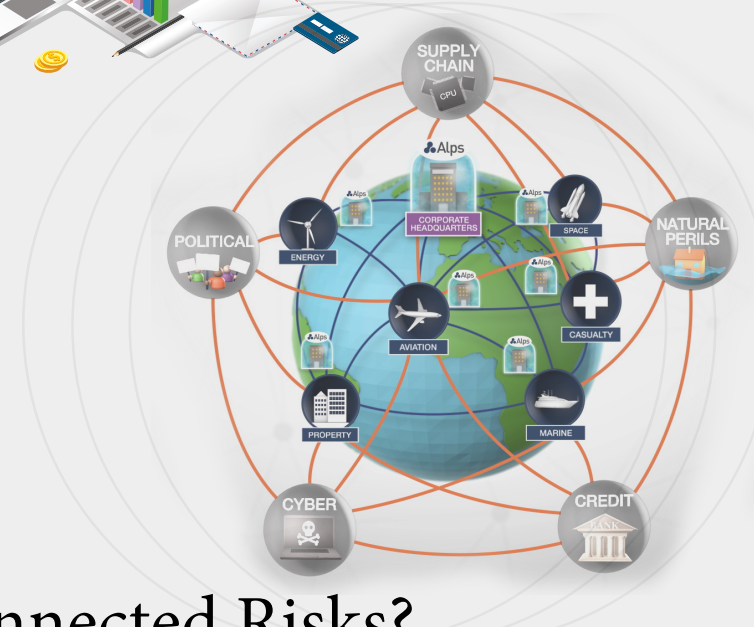 SUPPLY
CHAIN
CPU
Alps
CORPORATE
HEADQUARTERS
Alps
Alps
SPACE
ENERGY
POLITICAL
NATURAL
PERILS
Alps
Alps
CASUALTY
AVIATION
Alps
Alps
PROPERTY
MARINE
CYBER
CREDIT
BANK
nnected Risks?